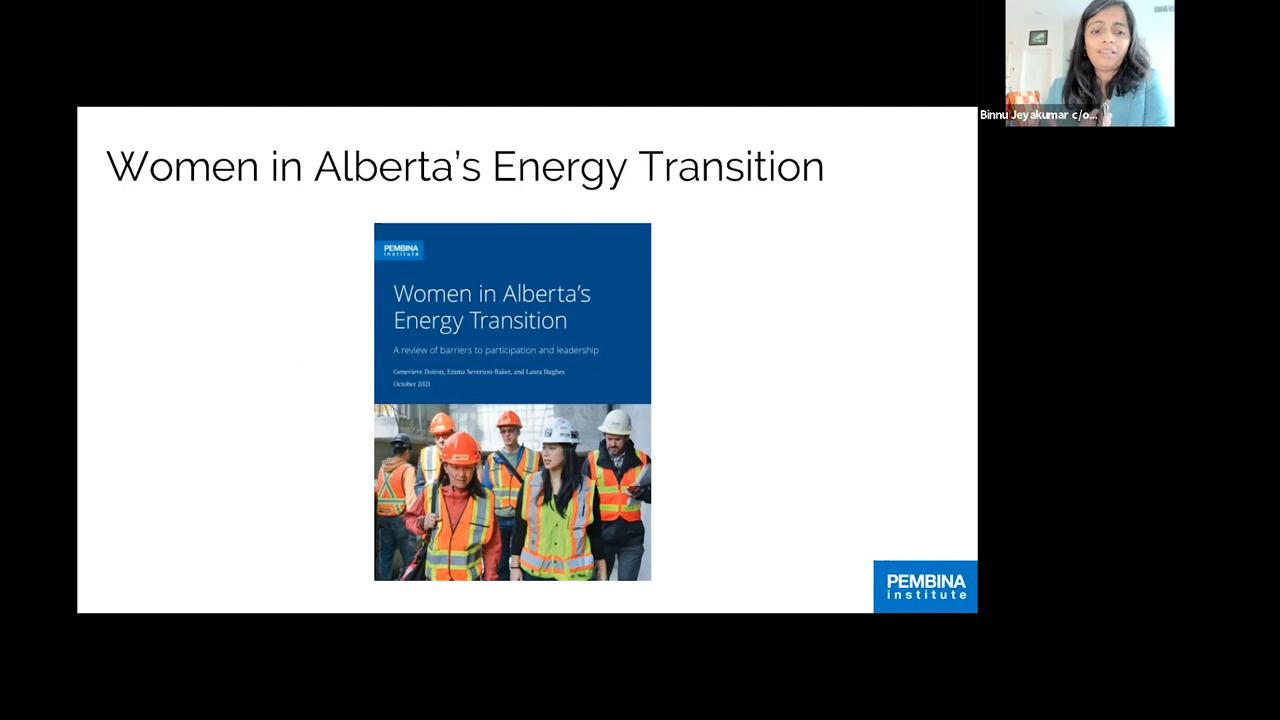 Binnu Jeyakumar c/o...
Women in Alberta's Energy Transition
PEMBINA
institute
Women in Alberta's
Energy Transition
A review of barriers to participation and leadership
Genevieve Doiron, Emma Severson-Baker, and Laura Hughes
October 2021
PEMBINA
institute